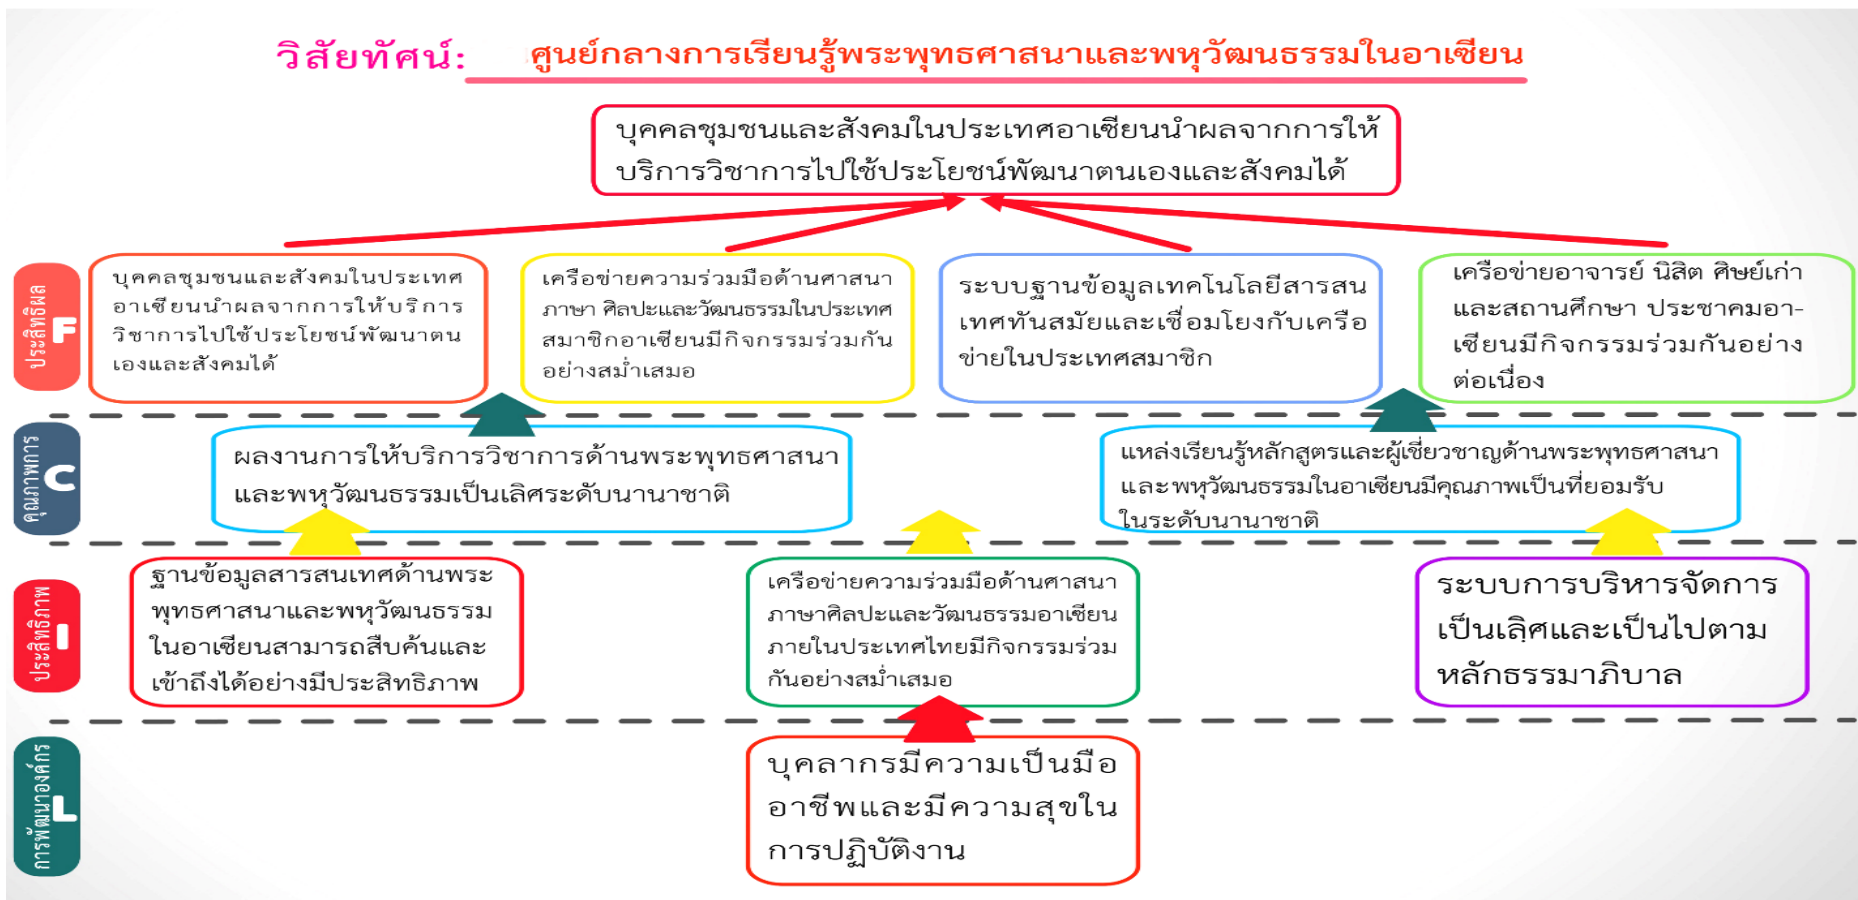 วิสัยทัศน์: ศูนย์กลางการเรียนรู้พระพุทธศาสนาและพหุวัฒนธรรมในอาเซียน
บุคคลชุมชนและสังคมในประเทศอาเซียนนำผลจากการให้
บริการวิชาการไปใช้ประโยชน์พัฒนาตนเองและสังคมได้
ประสิทธิผล
F
บุคคลชุมชนและสังคมในประเทศ
อาเซียนนำผลจากการให้บริการ
วิชาการไปใช้ประโยชน์พัฒนาตน
เองและสังคมได้
เครือข่ายความร่วมมือด้านศาสนา
ภาษา ศิลปะและวัฒนธรรมในประเทศ
สมาชิกอาเซียนมีกิจกรรมร่วมกัน
อย่างสม่ำเสมอ
ระบบฐานข้อมูลเทคโนโลยีสารสน
เทศทันสมัยและเชื่อมโยงกับเครือ
ข่ายในประเทศสมาชิก
เครือข่ายอาจารย์ นิสิต ศิษย์เก่า
และสถานศึกษา ประชาคมอา-
เซียนมีกิจกรรมร่วมกันอย่าง
ต่อเนื่อง
คุณภาพการ
C
ผลงานการให้บริการวิชาการด้านพระพุทธศาสนา
และพหุวัฒนธรรมเป็นเลิศระดับนานาชาติ
แหล่งเรียนรู้หลักสูตรและผู้เชี่ยวชาญด้านพระพุทธศาสนา
และพหุวัฒนธรรมในอาเซียนมีคุณภาพเป็นที่ยอมรับ
ในระดับนานาชาติ
ประสิทธิภาพ
I
ฐานข้อมูลสารสนเทศด้านพระ
พุทธศาสนาและพหุวัฒนธรรม
ในอาเซียนสามารถสืบค้นและ
เข้าถึงได้อย่างมีประสิทธิภาพ
เครือข่ายความร่วมมือด้านศาสนา
ภาษาศิลปะและวัฒนธรรมอาเซียน
ภายในประเทศไทยมีกิจกรรมร่วม
กันอย่างสม่ำเสมอ
ระบบการบริหารจัดการ
เป็นเลิศและเป็นไปตาม
หลักธรรมาภิบาล
การพัฒนาองค์กร
L
บุคลากรมีความเป็นมือ
อาชีพและมีความสุขใน
การปฏิบัติงาน